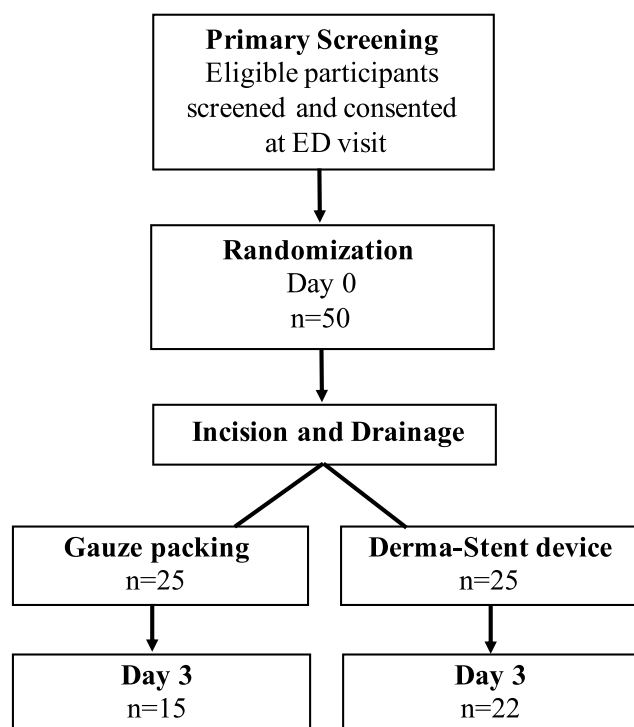 Primary Screening
Eligible participants
screened and consented
at ED visit
Randomization
Day 0
n=50
Incision and Drainage
Gauze packing
n=25
Derma-Stent device
n=25
Day 3
n=15
Day 3
n=22